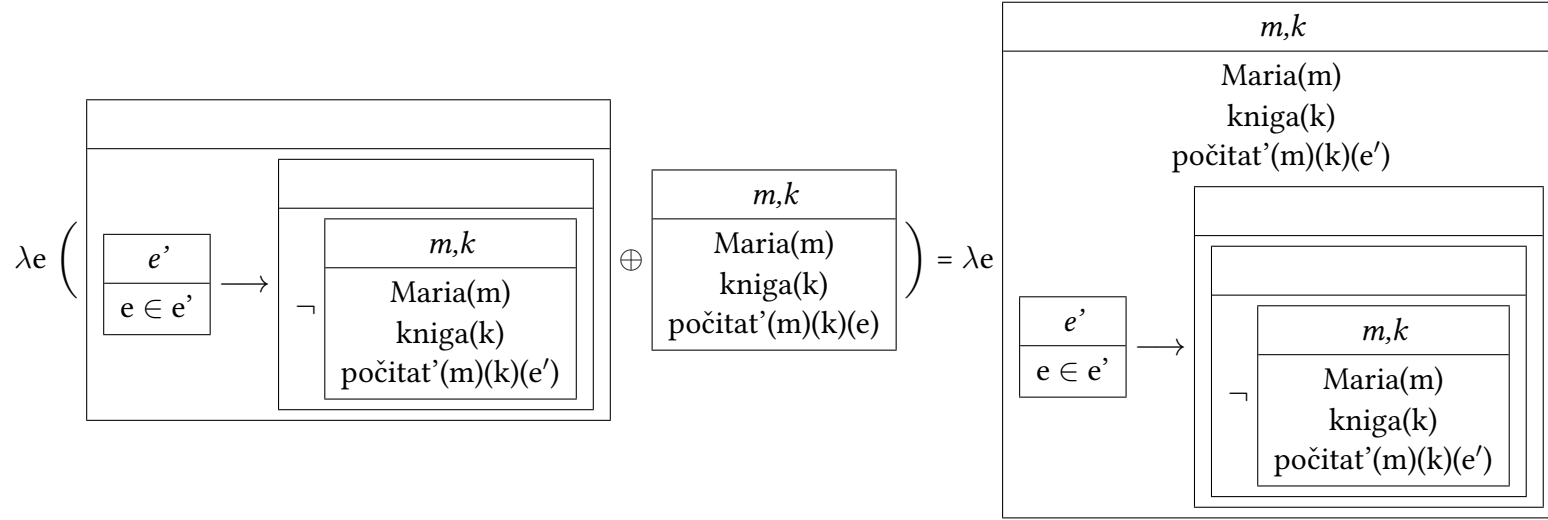 m,k
Maria(m)
kniga(k)
počitat’(m)(k)(e′)
λe ( e’
e ∈ e’
⟶
¬
m,k
Maria(m)
kniga(k)
počitat’(m)(k)(e′)
⊕
m,k
Maria(m)
kniga(k)
počitat’(m)(k)(e)
) = λe
e’
e ∈ e’
⟶
¬
m,k
Maria(m)
kniga(k)
počitat’(m)(k)(e′)